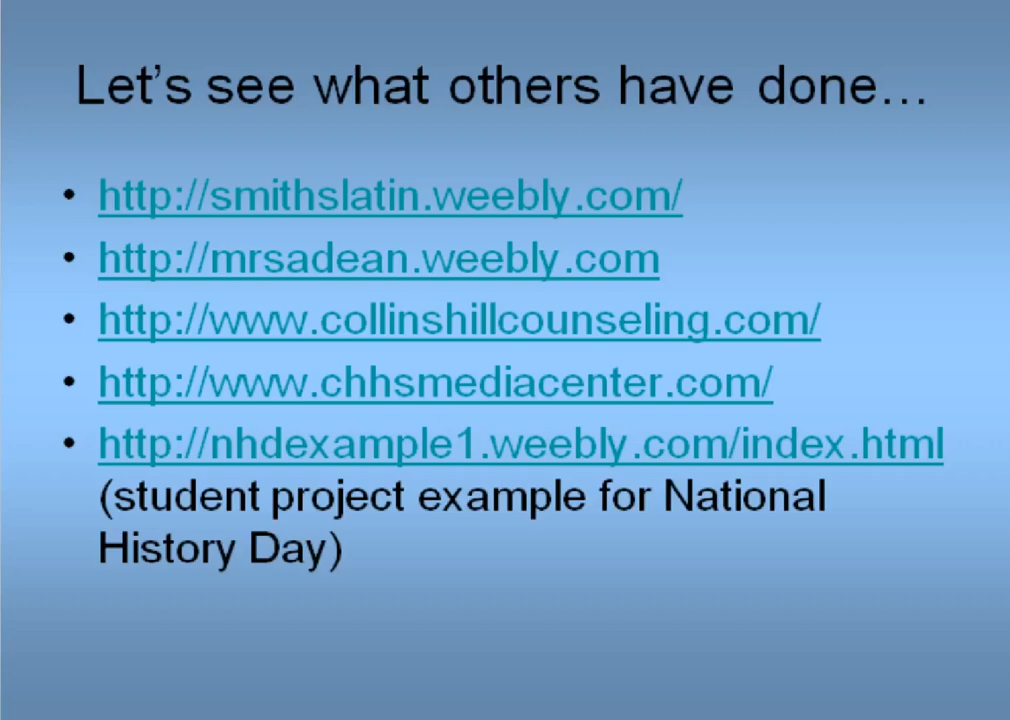 Let's see what others have done…
• http://smithslatin.weebly.com/
• http://mrsadean.weebly.com
• http://www.collinshillcounseling.com/
• http://www.chhsmediacenter.com/
• http://nhdexample1.weebly.com/index.html
(student project example for National
History Day)